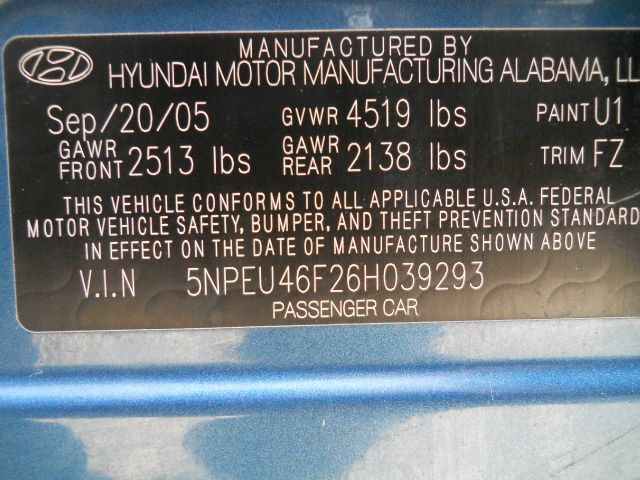 MANUFACTURED BY
HYUNDAI MOTOR MANUFACTURING ALABAMA, LL
Sep/20/05 GVWR 4519 lbs PAINT U1
GAWR FRONT 2513 lbs GAWR REAR 2138 lbs TRIM FZ
THIS VEHICLE CONFORMS TO ALL APPLICABLE U.S.A. FEDERAL
MOTOR VEHICLE SAFETY, BUMPER, AND THEFT PREVENTION STANDARD
IN EFFECT ON THE DATE OF MANUFACTURE SHOWN ABOVE
V.I.N 5NPEU46F26H039293
PASSENGER CAR